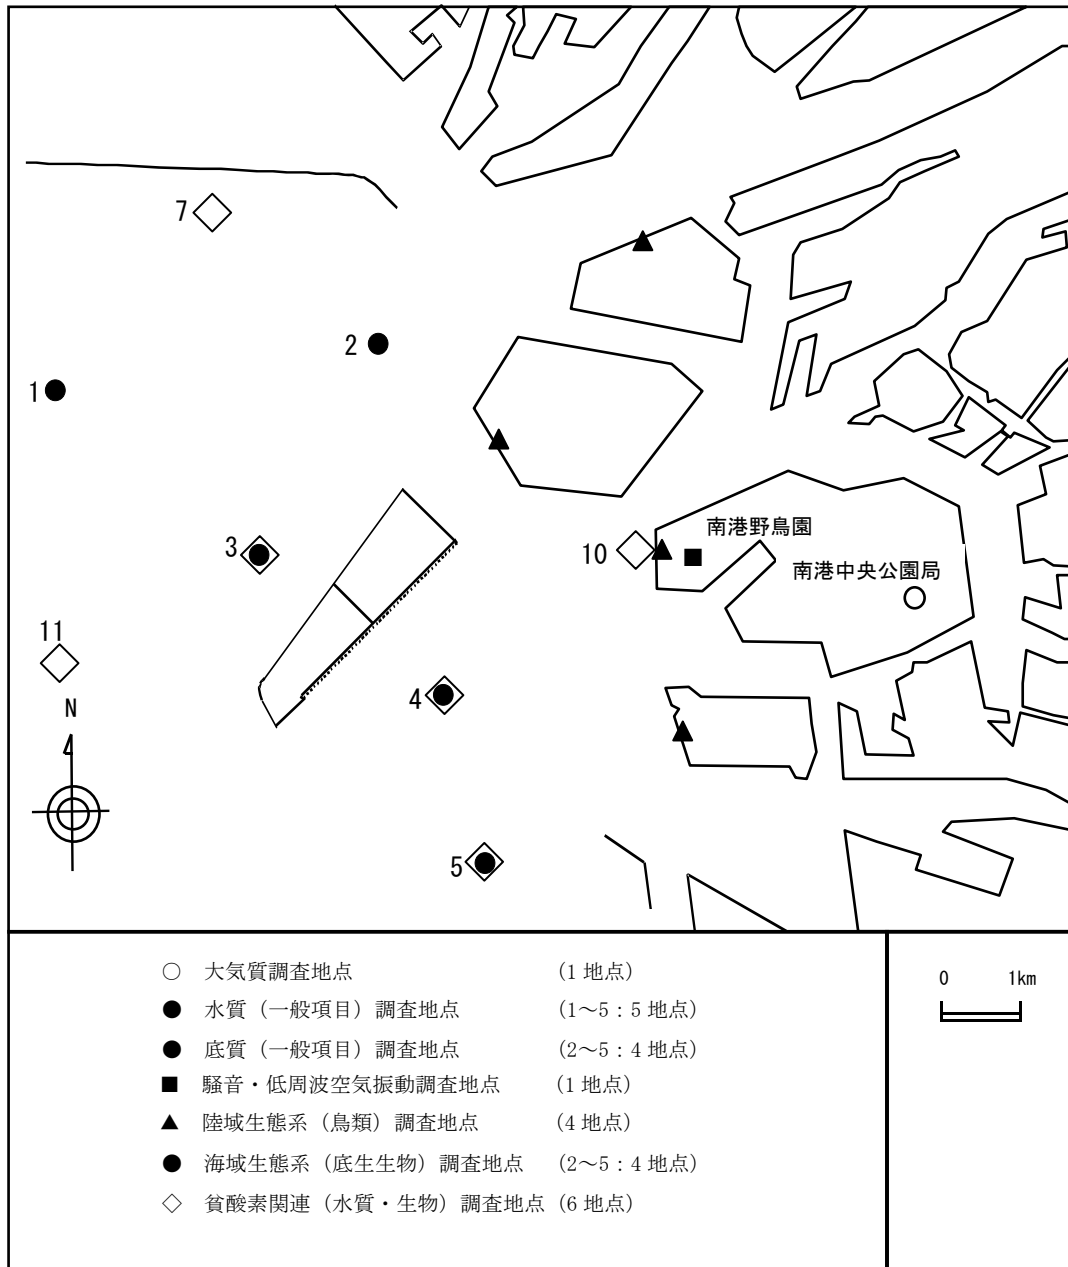 7
2
1
南港野鳥園
3
10
南港中央公園局
11
N
4
5
○ 大気質調査地点 (1 地点)
● 水質（一般項目）調査地点 (1～5：5 地点)
● 底質（一般項目）調査地点 (2～5：4 地点)
■ 騒音・低周波空気振動調査地点 (1 地点)
▲ 陸域生態系（鳥類）調査地点 (4 地点)
● 海域生態系（底生生物）調査地点 (2～5：4 地点)
◇ 貧酸素関連（水質・生物）調査地点 (6 地点)
0 1km